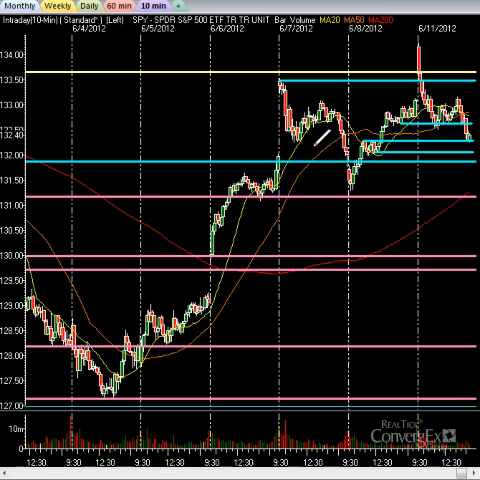 Monthly Weekly Daily 60 min 10 min +
Intraday (10-Min) ( Standard" ) (Left) SPY - SPDR S&P 500 ETF TR TR UNIT Bar Volume MA20 MA50 MA200
6/4/2012 6/5/2012 6/6/2012 6/7/2012 6/8/2012 6/11/2012
134.00
133.50
133.00
132.50
132.40
132.00
131.50
131.00
130.50
130.00
129.50
129.00
128.50
128.00
127.50
127.00
10m
0
REALTICK
ConvergEx
12:30 9:30 12:30 9:30 12:30 9:30 12:30 9:30 12:30 9:30 12:30 9:30 12:30